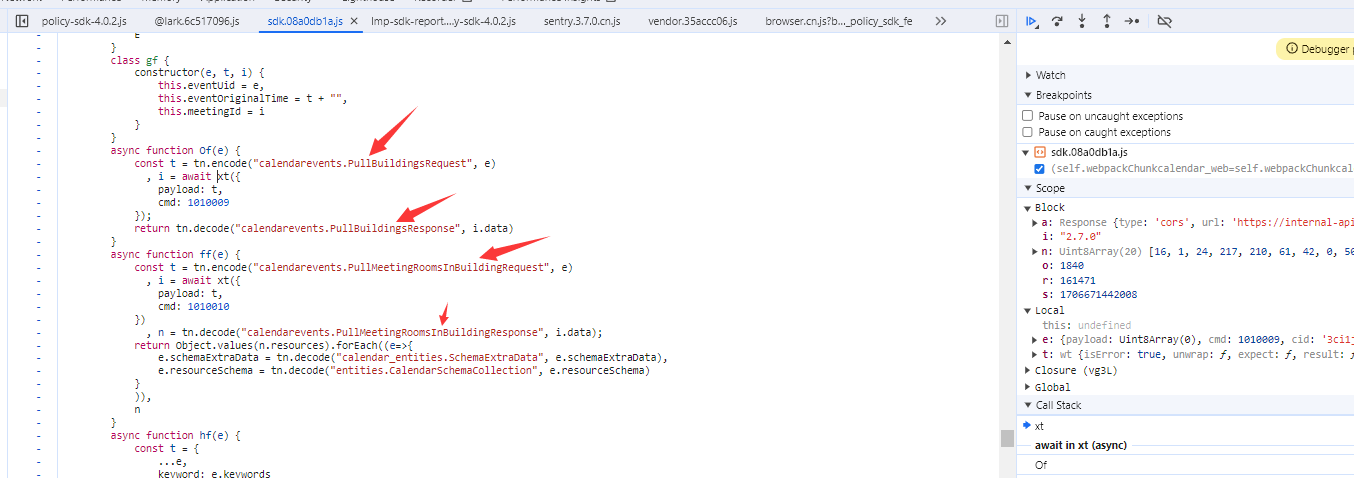 policy-sdk-4.0.2.js @lark.6c517096.js sdk.08a0db1a.js × lmp-sdk-report....y-sdk-4.0.2.js sentry.3.7.0.cn.js vendor.35accc06.js browser.cn.js?b..._policy_sdk_fe »
E
}
class gf {
constructor(e, t, i) {
this.eventUid = e,
this.eventOriginalTime = t + "",
this.meetingId = i
}
}
async function Of(e) {
const t = tn.encode("calendarevents.PullBuildingsRequest", e)
, i = await xt({
payload: t,
cmd: 1010009
});
return tn.decode("calendarevents.PullBuildingsResponse", i.data)
}
async function ff(e) {
const t = tn.encode("calendarevents.PullMeetingRoomsInBuildingRequest", e)
, i = await xt({
payload: t,
cmd: 1010010
})
, n = tn.decode("calendarevents.PullMeetingRoomsInBuildingResponse", i.data);
return Object.values(n.resources).forEach((e=>{
e.schemaExtraData = tn.decode("calendar_entities.SchemaExtraData", e.schemaExtraData),
e.resourceSchema = tn.decode("entities.CalendarSchemaCollection", e.resourceSchema)
}
)),
n
}
async function hf(e) {
const t = {
...e,
keyword: e.keywords
Debugger
Watch
Breakpoints
Pause on uncaught exceptions
Pause on caught exceptions
sdk.08a0db1a.js
(self.webpackChunkcalendar_web=self.webpackChunkcal
Scope
Block
a: Response {type: 'cors', url: 'https://internal-api
i: "2.7.0"
n: Uint8Array(20) [16, 1, 24, 217, 210, 61, 42, 0, 50
o: 1840
r: 161471
s: 1706671442008
Local
this: undefined
e: {payload: Uint8Array(0), cmd: 1010009, cid: '3ciij
t: wt {isError: true, unwrap: ƒ, expect: ƒ, result: ƒ
Closure (vg3L)
Global
Call Stack
xt
await in xt (async)
Of